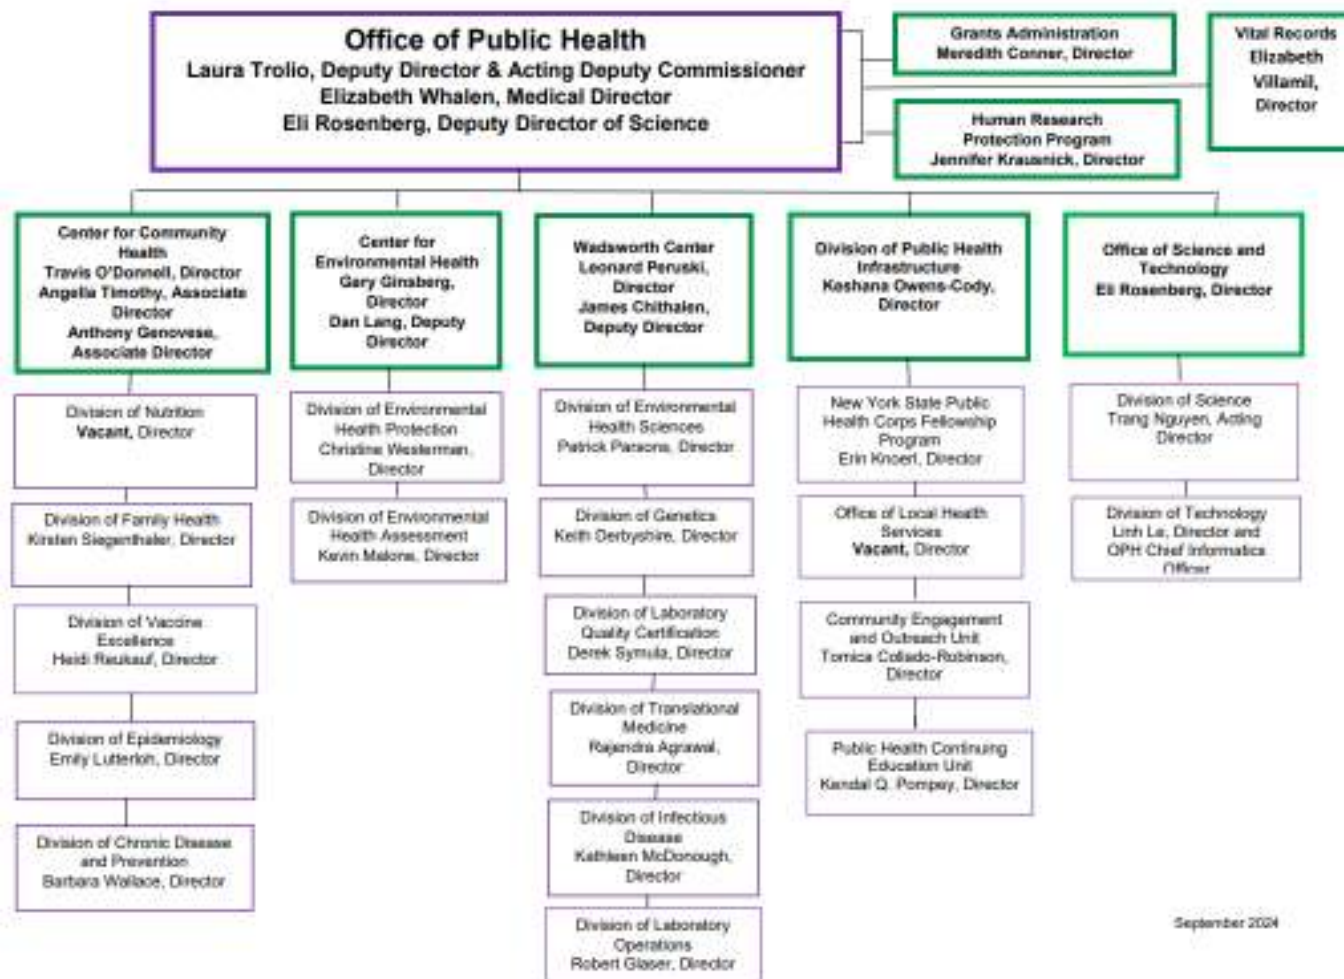 Office of Public Health
Laura Trolio, Deputy Director & Acting Deputy Commissioner
Elizabeth Whalen, Medical Director
Eli Rosenberg, Deputy Director of Science
Grants Administration
Meredith Conner, Director
Human Research
Protection Program
Jennifer Krausnick, Director
Vital Records
Elizabeth
Villamil,
Director
Center for Community
Health
Travis O'Donnell, Director
Angella Timothy, Associate
Director
Anthony Genovese,
Associate Director
Center for
Environmental Health
Gary Ginsberg,
Director
Dan Lang, Deputy
Director
Wadsworth Center
Leonard Peruski,
Director
James Chithalen,
Deputy Director
Division of Public Health
Infrastructure
Keshana Owens-Cody,
Director
Office of Science and
Technology
Eli Rosenberg, Director
Division of Nutrition
Vacant, Director
Division of Family Health
Kirsten Siegenthaler, Director
Division of Vaccine
Excellence
Heidi Reukauf, Director
Division of Epidemiology
Emily Lutterloh, Director
Division of Chronic Disease
and Prevention
Barbara Wallace, Director
Division of Environmental
Health Protection
Christine Westerman,
Director
Division of Environmental
Health Assessment
Kevin Malone, Director
Division of Environmental
Health Sciences
Patrick Parsons, Director
Division of Genetics
Keith Derbyshire, Director
Division of Laboratory
Quality Certification
Derek Symula, Director
Division of Translational
Medicine
Rajendra Agrawal,
Director
Division of Infectious
Disease
Kathleen McDonough,
Director
Division of Laboratory
Operations
Robert Glaser, Director
New York State Public
Health Corps Fellowship
Program
Erin Knoerl, Director
Office of Local Health
Services
Vacant, Director
Community Engagement
and Outreach Unit
Tomica Collado-Robinson,
Director
Public Health Continuing
Education Unit
Kendal Q. Pompey, Director
Division of Science
Trang Nguyen, Acting
Director
Division of Technology
Linh Le, Director and
OPH Chief Informatics
Officer
September 2024